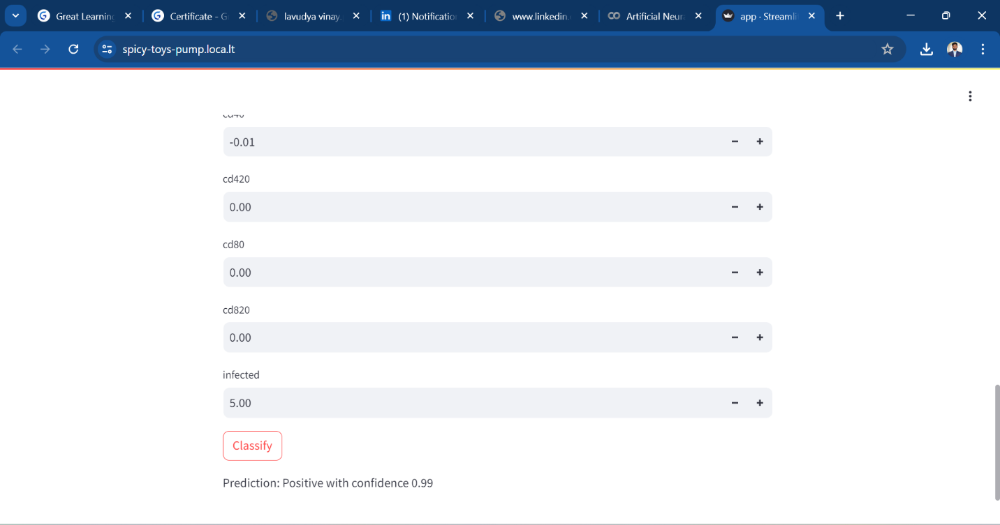 Great Learning
Certificate - G
lavudya vinay
(1) Notificatio
www.linkedin.
Artificial Neur
app · Streamli
spicy-toys-pump.loca.lt
cd40
-0.01
cd420
0.00
cd80
0.00
cd820
0.00
infected
5.00
Classify
Prediction: Positive with confidence 0.99